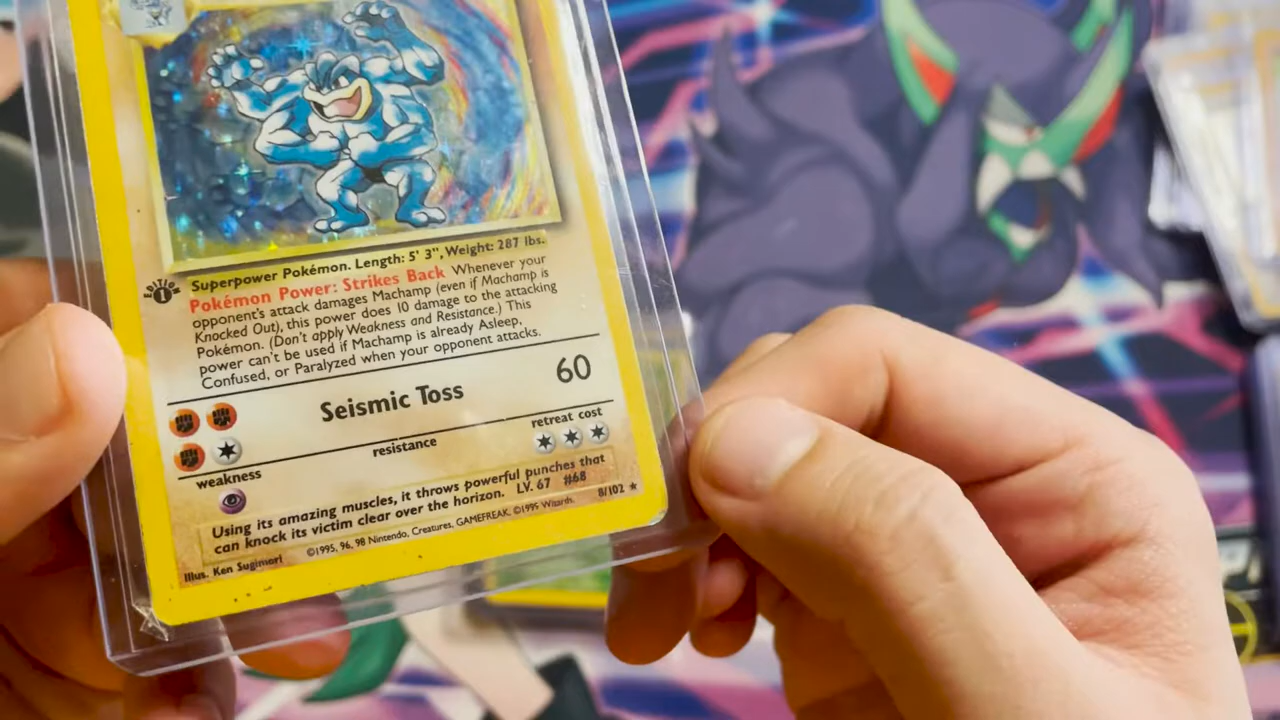 Superpower Pokémon. Length: 5' 3", Weight: 287 lbs.
EDITION
1
Pokémon Power: Strikes Back Whenever your
opponent's attack damages Machamp (even if Machamp is
Knocked Out), this power does 10 damage to the attacking
Pokémon. (Don't apply Weakness and Resistance.) This
power can't be used if Machamp is already Asleep,
Confused, or Paralyzed when your opponent attacks.
Seismic Toss 60
weakness
resistance
retreat cost
Using its amazing muscles, it throws powerful punches that
can knock its victim clear over the horizon. LV. 67 #68
Illus. Ken Sugimori
©1995, 96, 98 Nintendo, Creatures, GAMEFREAK. ©1995 Wizards.
8/102